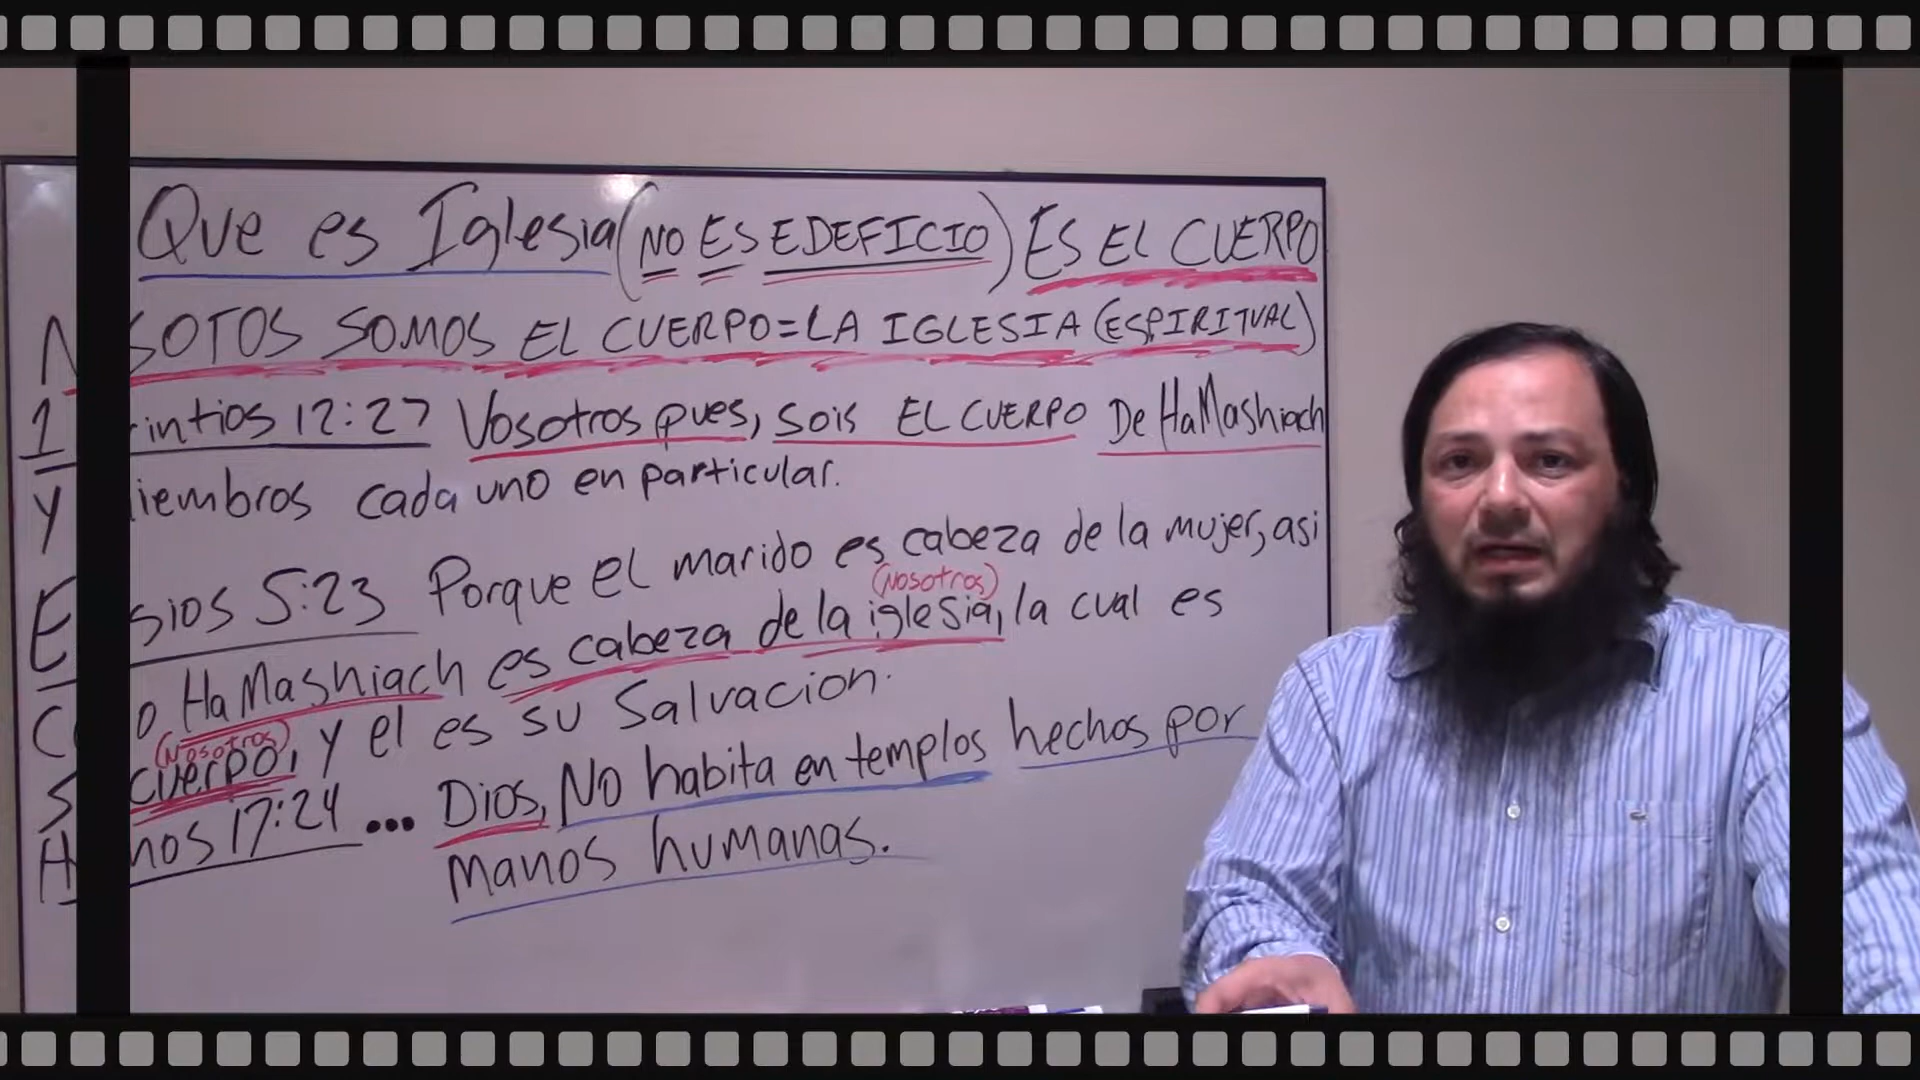 Que es Iglesia (NO ES EDEFICIO) ES EL CUERPO
N SOTOS SOMOS EL CUERPO=LA IGLESIA (ESPIRITUAL)
1 rintios 12:27 Vosotros pues, sois EL CUERPO De HaMashiach
y iembros cada uno en particular.
E sios 5:23 Porque el marido es cabeza de la mujer, asi
(Nosotros)
C o HaMashiach es cabeza de la iglesia, la cual es
(Nosotros)
S cuerpo, y el es su Salvacion.
H hos 17:24 ... Dios, No habita en templos hechos por
manos humanas.